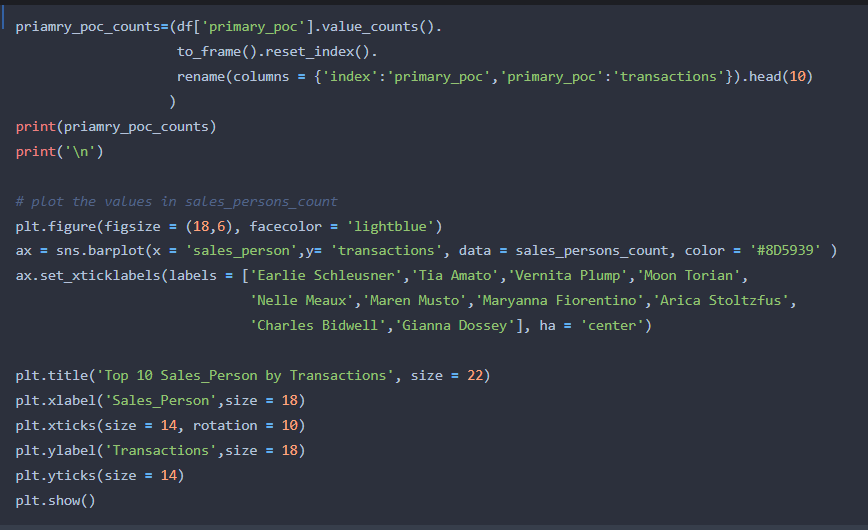 priamry_poc_counts=(df['primary_poc'].value_counts().
to_frame().reset_index().
rename(columns = {'index':'primary_poc','primary_poc':'transactions'}).head(10)
)
print(priamry_poc_counts)
print('\n')
# plot the values in sales_persons_count
plt.figure(figsize = (18,6), facecolor = 'lightblue')
ax = sns.barplot(x = 'sales_person',y= 'transactions', data = sales_persons_count, color = '#8D5939' )
ax.set_xticklabels(labels = ['Earlie Schleusner','Tia Amato','Vernita Plump','Moon Torian',
'Nelle Meaux','Maren Musto','Maryanna Fiorentino','Arica Stoltzfus',
'Charles Bidwell','Gianna Dossey'], ha = 'center')
plt.title('Top 10 Sales_Person by Transactions', size = 22)
plt.xlabel('Sales_Person',size = 18)
plt.xticks(size = 14, rotation = 10)
plt.ylabel('Transactions',size = 18)
plt.yticks(size = 14)
plt.show()